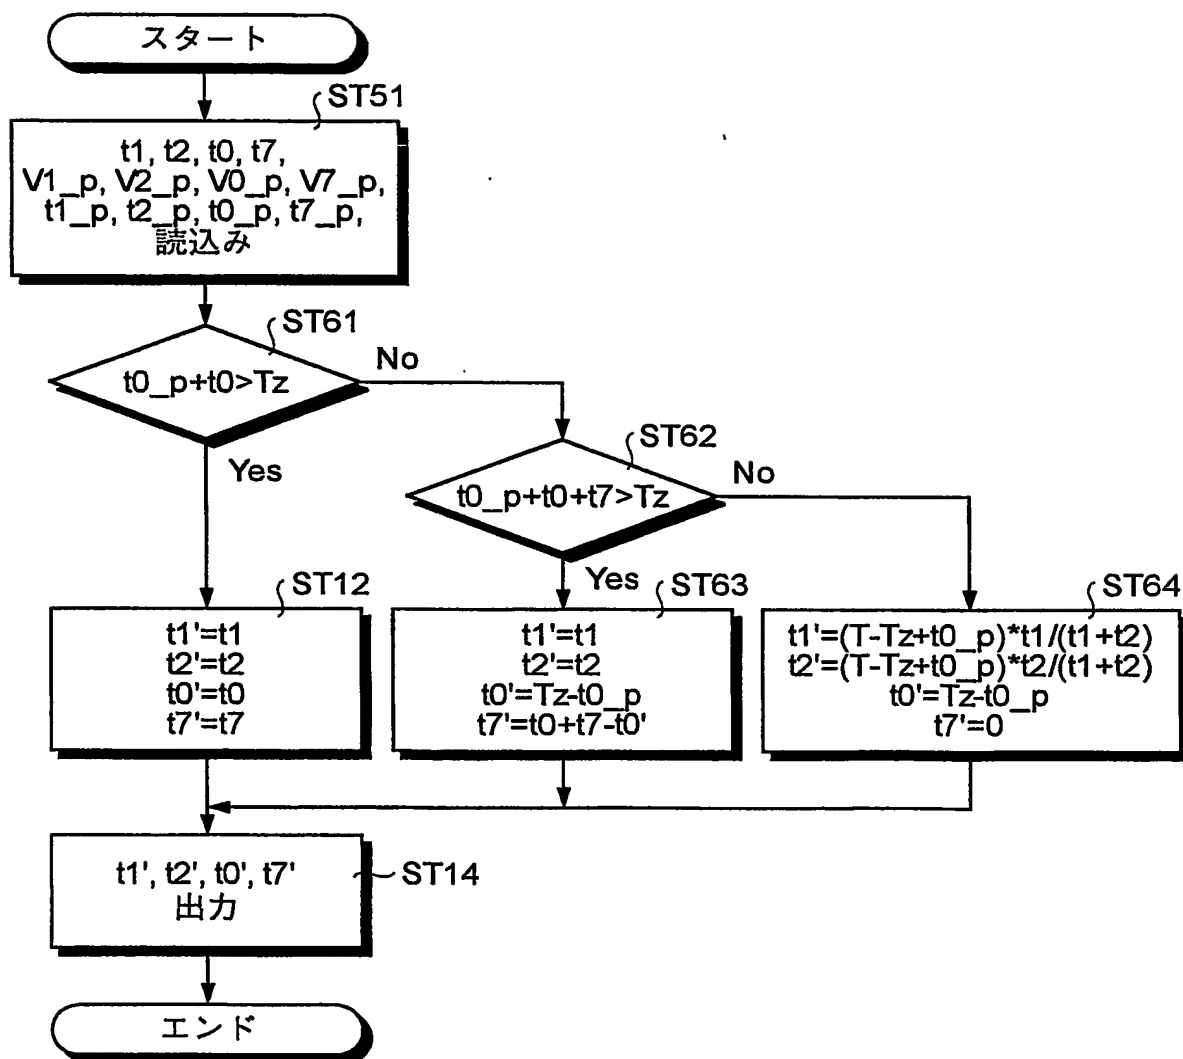 スタート
ST51
t1, t2, t0, t7,
V1_p, V2_p, V0_p, V7_p,
t1_p, t2_p, t0_p, t7_p,
読込み
ST61
t0_p+t0>Tz
No
Yes
ST62
t0_p+t0+t7>Tz
No
Yes
ST12
t1'=t1
t2'=t2
t0'=t0
t7'=t7
ST63
t1'=t1
t2'=t2
t0'=Tz-t0_p
t7'=t0+t7-t0'
ST64
t1'=(T-Tz+t0_p)*t1/(t1+t2)
t2'=(T-Tz+t0_p)*t2/(t1+t2)
t0'=Tz-t0_p
t7'=0
t1', t2', t0', t7'
出力
ST14
エンド